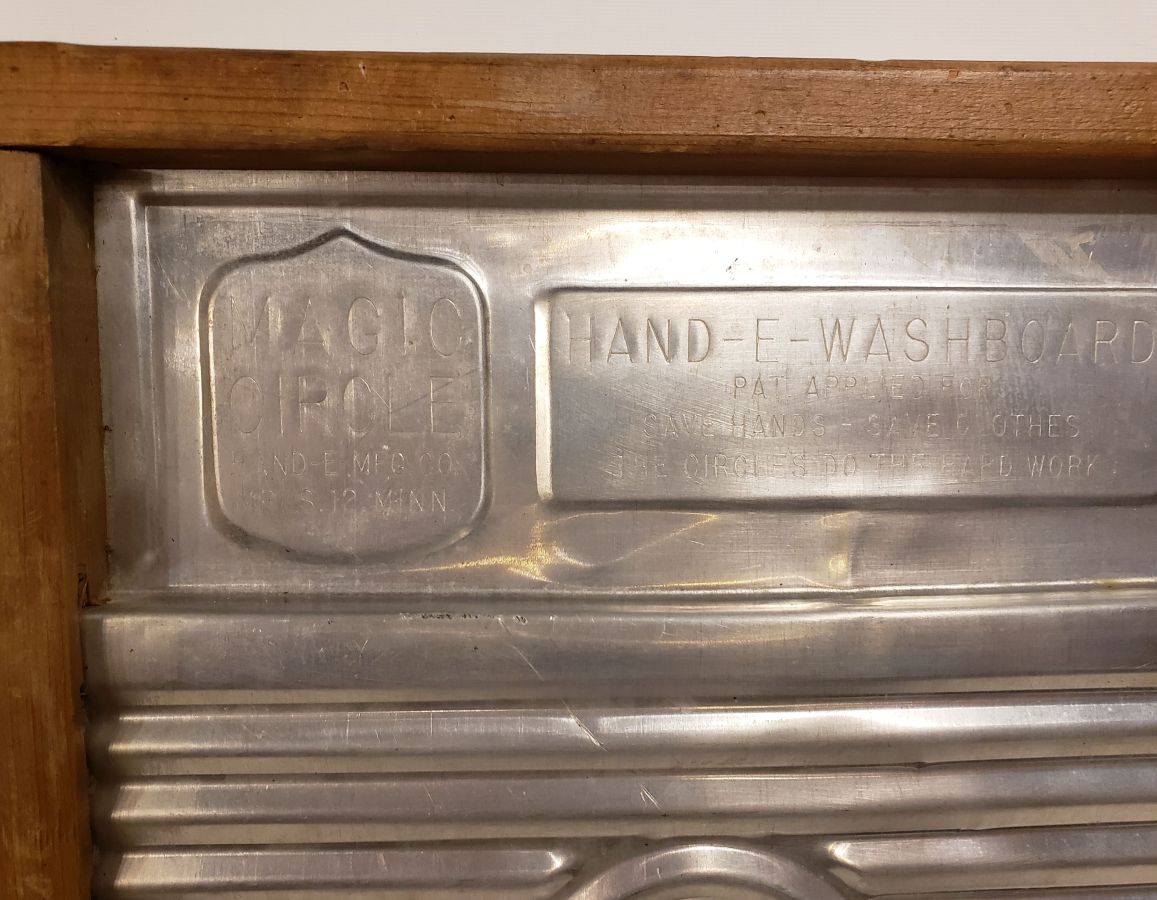 MAGIC
CIRCLE
HAND-E MFG CO.
MPLS. 12. MINN.
HAND-E-WASHBOARD
PAT. APPLIED FOR
SAVE HANDS - SAVE CLOTHES
THE CIRCLES DO THE HARD WORK